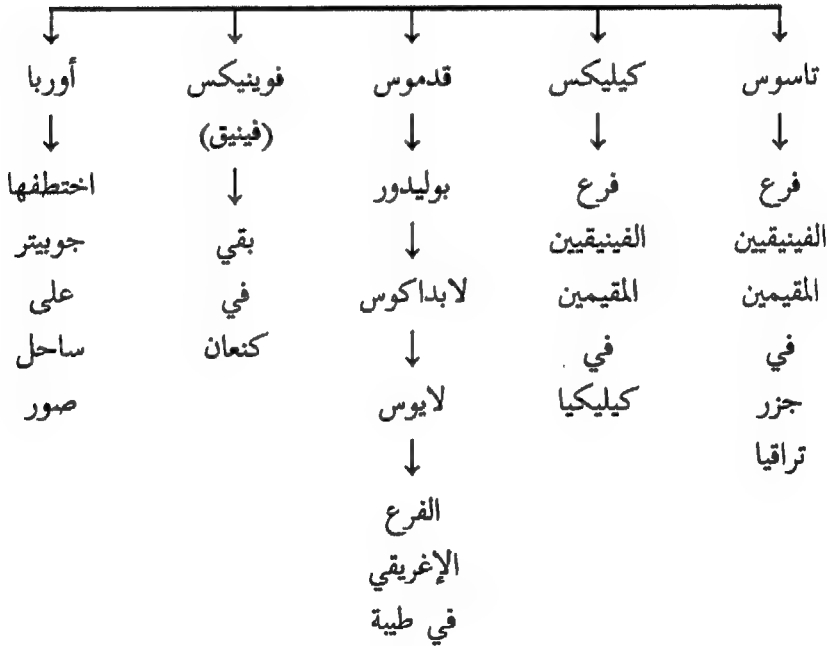 تاسوس
فرع
الفينيقيين
المقيمين
في
جزر
تراقيا
كيليكس
فرع
الفينيقيين
المقيمين
في
كيليكيا
قدموس
بوليدور
لابداكوس
لايوس
الفرع
الإغريقي
في طيبة
فوينيكس
(فينيق)
بقي
في
كنعان
أوربا
اختطفها
جوبيتر
على
ساحل
صور